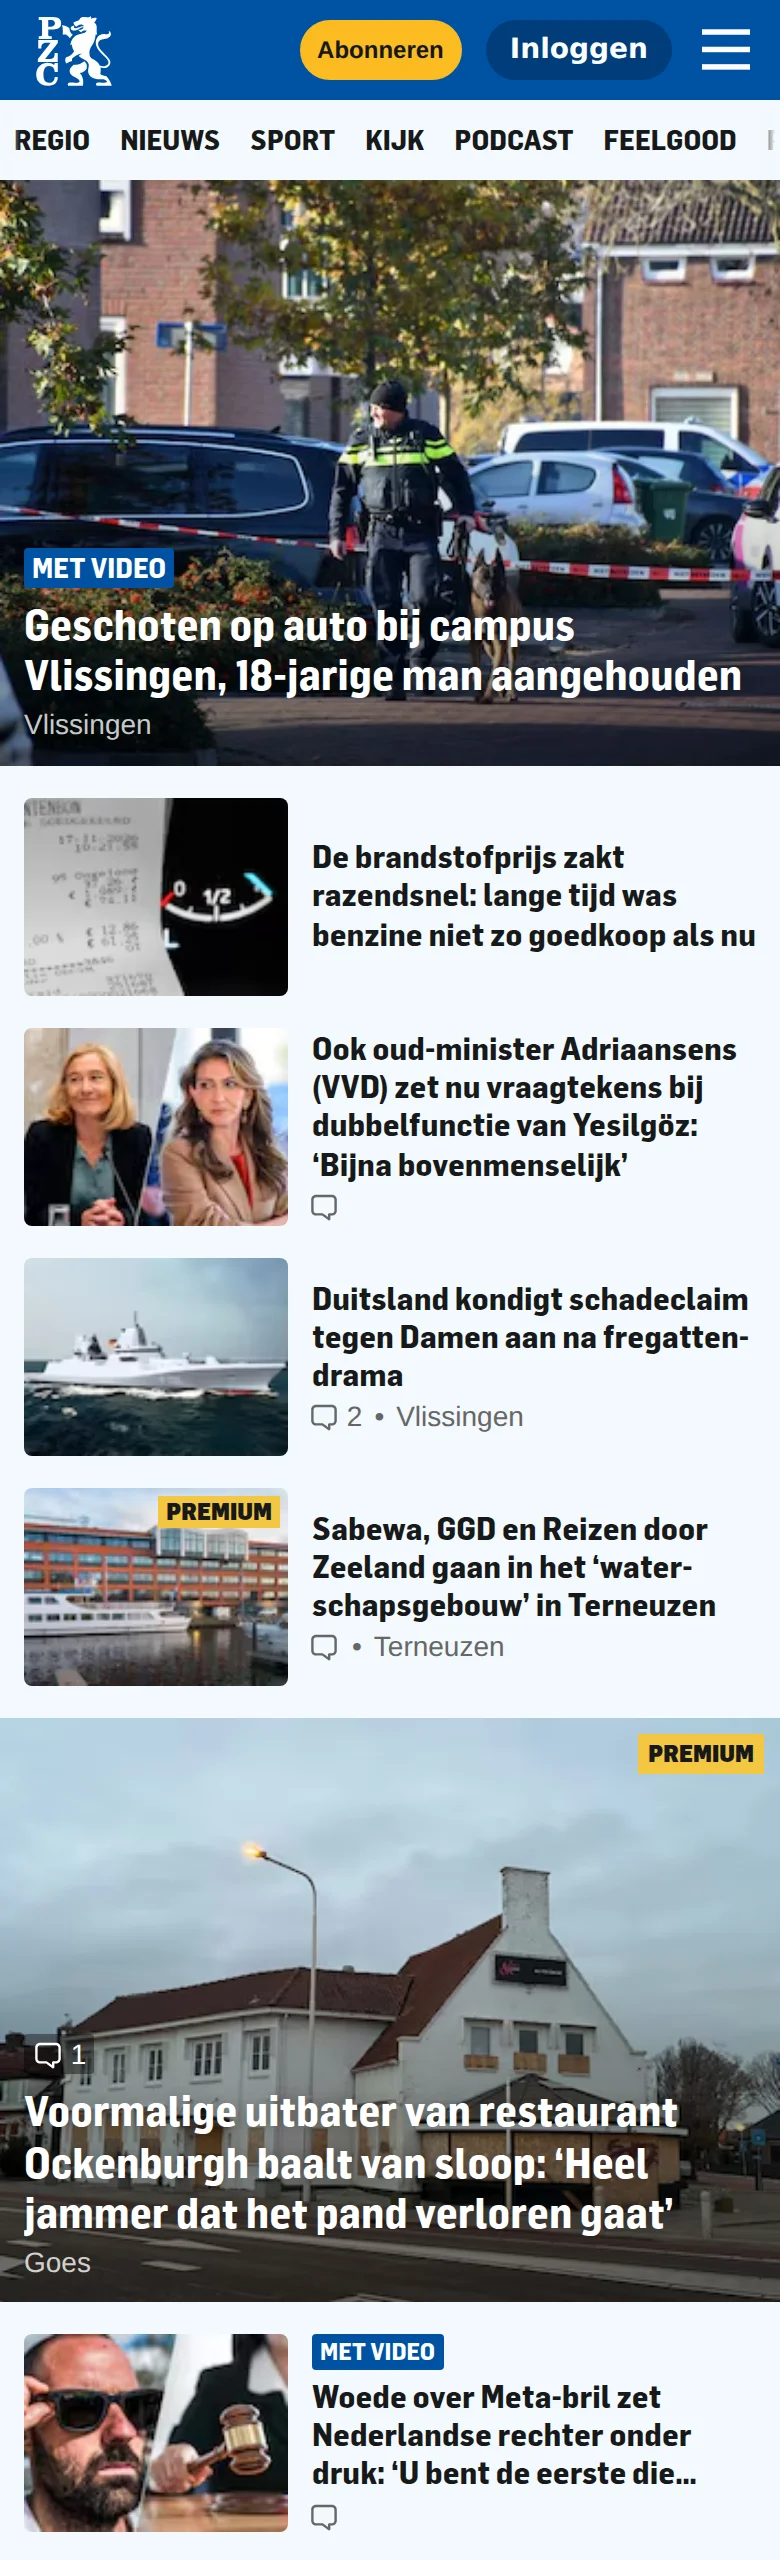 PZC
Abonneren
Inloggen
REGIO NIEUWS SPORT KIJK PODCAST FEELGOOD
MET VIDEO
Geschoten op auto bij campus
Vlissingen, 18-jarige man aangehouden
Vlissingen
0 1/2
De brandstofprijs zakt
razendsnel: lange tijd was
benzine niet zo goedkoop als nu
Ook oud-minister Adriaansens
(VVD) zet nu vraagtekens bij
dubbelfunctie van Yesilgöz:
‘Bijna bovenmenselijk’
Duitsland kondigt schadeclaim
tegen Damen aan na fregatten-
drama
2 • Vlissingen
PREMIUM
Sabewa, GGD en Reizen door
Zeeland gaan in het ‘water-
schapsgebouw’ in Terneuzen
• Terneuzen
PREMIUM
1
Voormalige uitbater van restaurant
Ockenburgh baalt van sloop: ‘Heel
jammer dat het pand verloren gaat’
Goes
MET VIDEO
Woede over Meta-bril zet
Nederlandse rechter onder
druk: ‘U bent de eerste die...